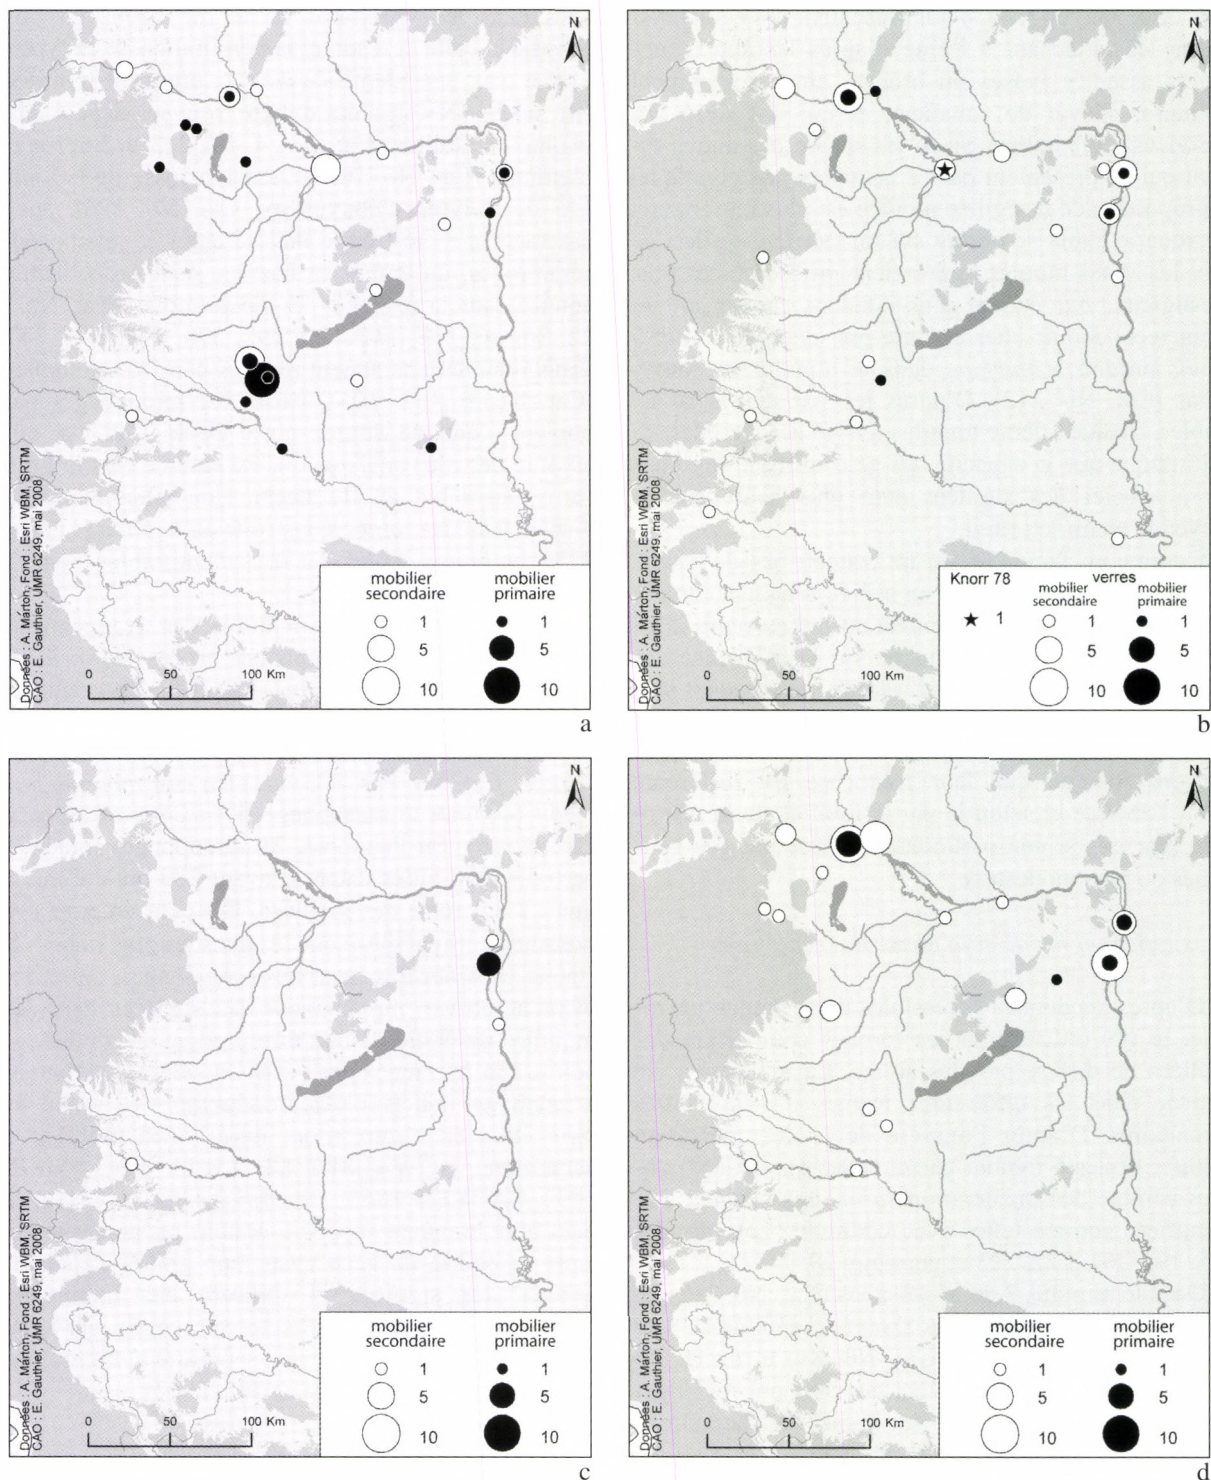 N
Données : A. Márton, Fond : Esri WBM, SRTM
CAO : E. Gauthier, UMR 6249, mai 2008
0 50 100 Km
mobilier secondaire
mobilier primaire
1 1
5 5
10 10
a
N
Données : A. Márton, Fond : Esri WBM, SRTM
CAO : E. Gauthier, UMR 6249, mai 2008
0 50 100 Km
Knorr 78
1
verres
mobilier secondaire
mobilier primaire
1 1
5 5
10 10
b
N
Données : A. Márton, Fond : Esri WBM, SRTM
CAO : E. Gauthier, UMR 6249, mai 2008
0 50 100 Km
mobilier secondaire
mobilier primaire
1 1
5 5
10 10
c
N
Données : A. Márton, Fond : Esri WBM, SRTM
CAO : E. Gauthier, UMR 6249, mai 2008
0 50 100 Km
mobilier secondaire
mobilier primaire
1 1
5 5
10 10
d